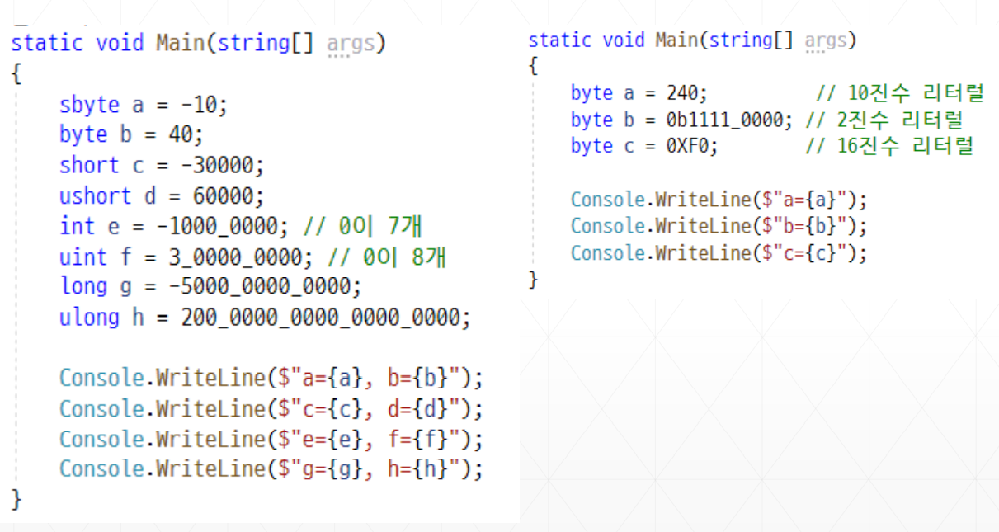 static void Main(string[] args)
{
    sbyte a = -10;
    byte b = 40;
    short c = -30000;
    ushort d = 60000;
    int e = -1000_0000; // 0이 7개
    uint f = 3_0000_0000; // 0이 8개
    long g = -5000_0000_0000;
    ulong h = 200_0000_0000_0000_0000;

    Console.WriteLine($"a={a}, b={b}");
    Console.WriteLine($"c={c}, d={d}");
    Console.WriteLine($"e={e}, f={f}");
    Console.WriteLine($"g={g}, h={h}");
}
static void Main(string[] args)
{
    byte a = 240;          // 10진수 리터럴
    byte b = 0b1111_0000; // 2진수 리터럴
    byte c = 0XF0;        // 16진수 리터럴

    Console.WriteLine($"a={a}");
    Console.WriteLine($"b={b}");
    Console.WriteLine($"c={c}");
}